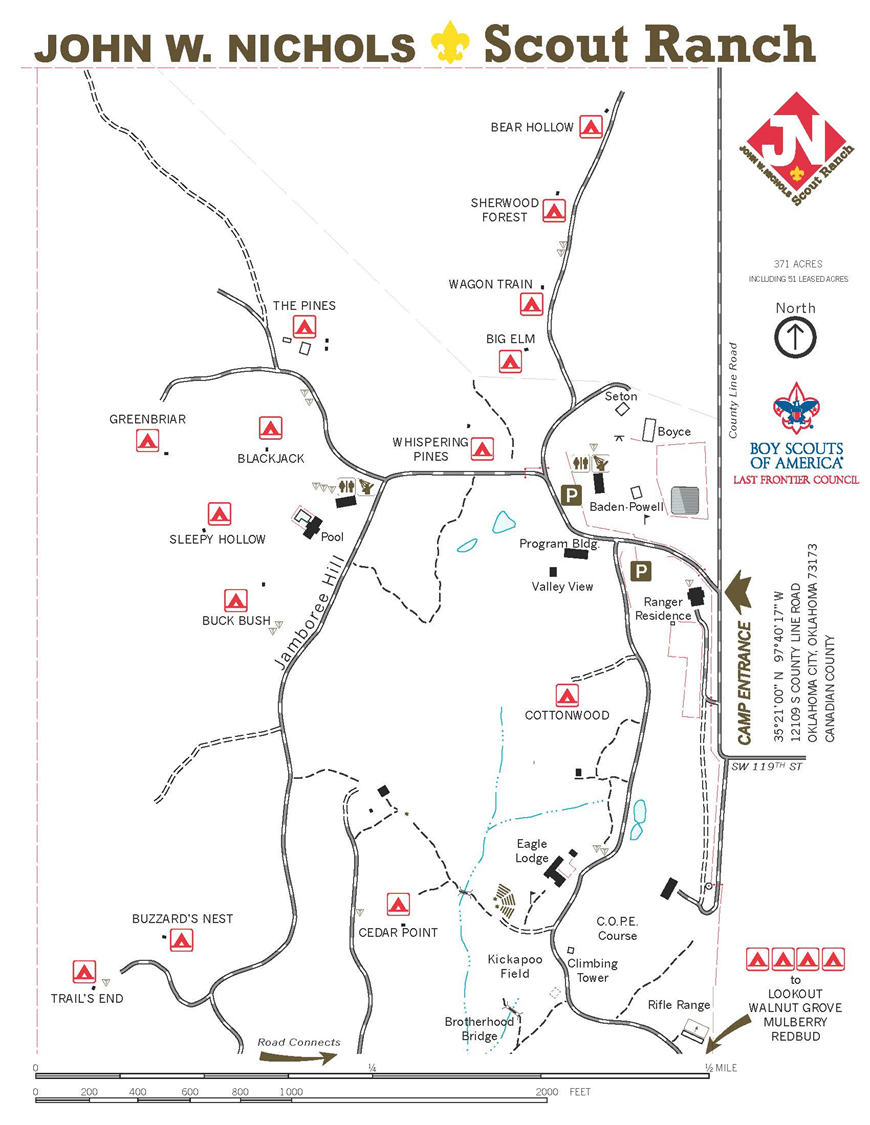 JOHN W. NICHOLS Scout Ranch
BEAR HOLLOW
JN
JOHN W. NICHOLS
Scout Ranch
SHERWOOD
FOREST
371 ACRES
INCLUDING 51 LEASED ACRES
WAGON TRAIN
North
THE PINES
BIG ELM
County Line Road
Seton
GREENBRIAR
Boyce
BLACKJACK
WHISPERING
PINES
BOY SCOUTS
OF AMERICA®
LAST FRONTIER COUNCIL
P
Baden-Powell
SLEEPY HOLLOW
Pool
Program Bldg.
P
Valley View
Ranger
Residence
BUCK BUSH
Jamboree Hill
CAMP ENTRANCE
35°21'00" N 97°40'17" W
12109 S COUNTY LINE ROAD
OKLAHOMA CITY, OKLAHOMA 73173
CANADIAN COUNTY
COTTONWOOD
SW 119TH ST
Eagle
Lodge
BUZZARD'S NEST
CEDAR POINT
C.O.P.E.
Course
Kickapoo
Field
Climbing
Tower
TRAIL'S END
to
LOOKOUT
WALNUT GROVE
MULBERRY
REDBUD
Rifle Range
Brotherhood
Bridge
Road Connects
0 ¼ ½ MILE
0 200 400 600 800 1000 2000 FEET